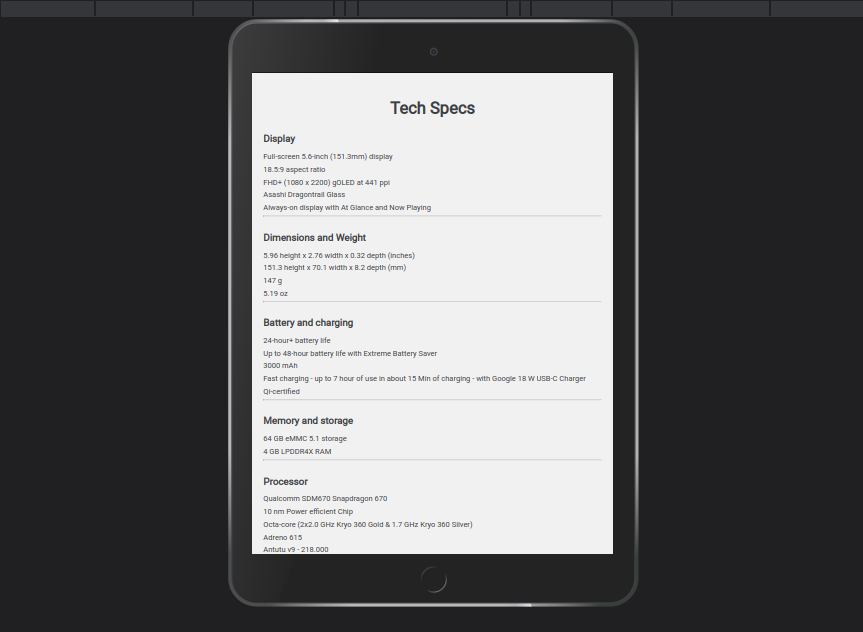 Tech Specs
Display
Full-screen 5.6-inch (151.3mm) display
18.5:9 aspect ratio
FHD+ (1080 x 2200) gOLED at 441 ppi
Asashi Dragontrail Glass
Always-on display with At Glance and Now Playing
Dimensions and Weight
5.96 height x 2.76 width x 0.32 depth (inches)
151.3 height x 70.1 width x 8.2 depth (mm)
147 g
5.19 oz
Battery and charging
24-hour+ battery life
Up to 48-hour battery life with Extreme Battery Saver
3000 mAh
Fast charging - up to 7 hour of use in about 15 Min of charging - with Google 18 W USB-C Charger
Qi-certified
Memory and storage
64 GB eMMC 5.1 storage
4 GB LPDDR4X RAM
Processor
Qualcomm SDM670 Snapdragon 670
10 nm Power efficient Chip
Octa-core (2x2.0 GHz Kryo 360 Gold & 1.7 GHz Kryo 360 Silver)
Adreno 615
Antutu v9 - 218.000